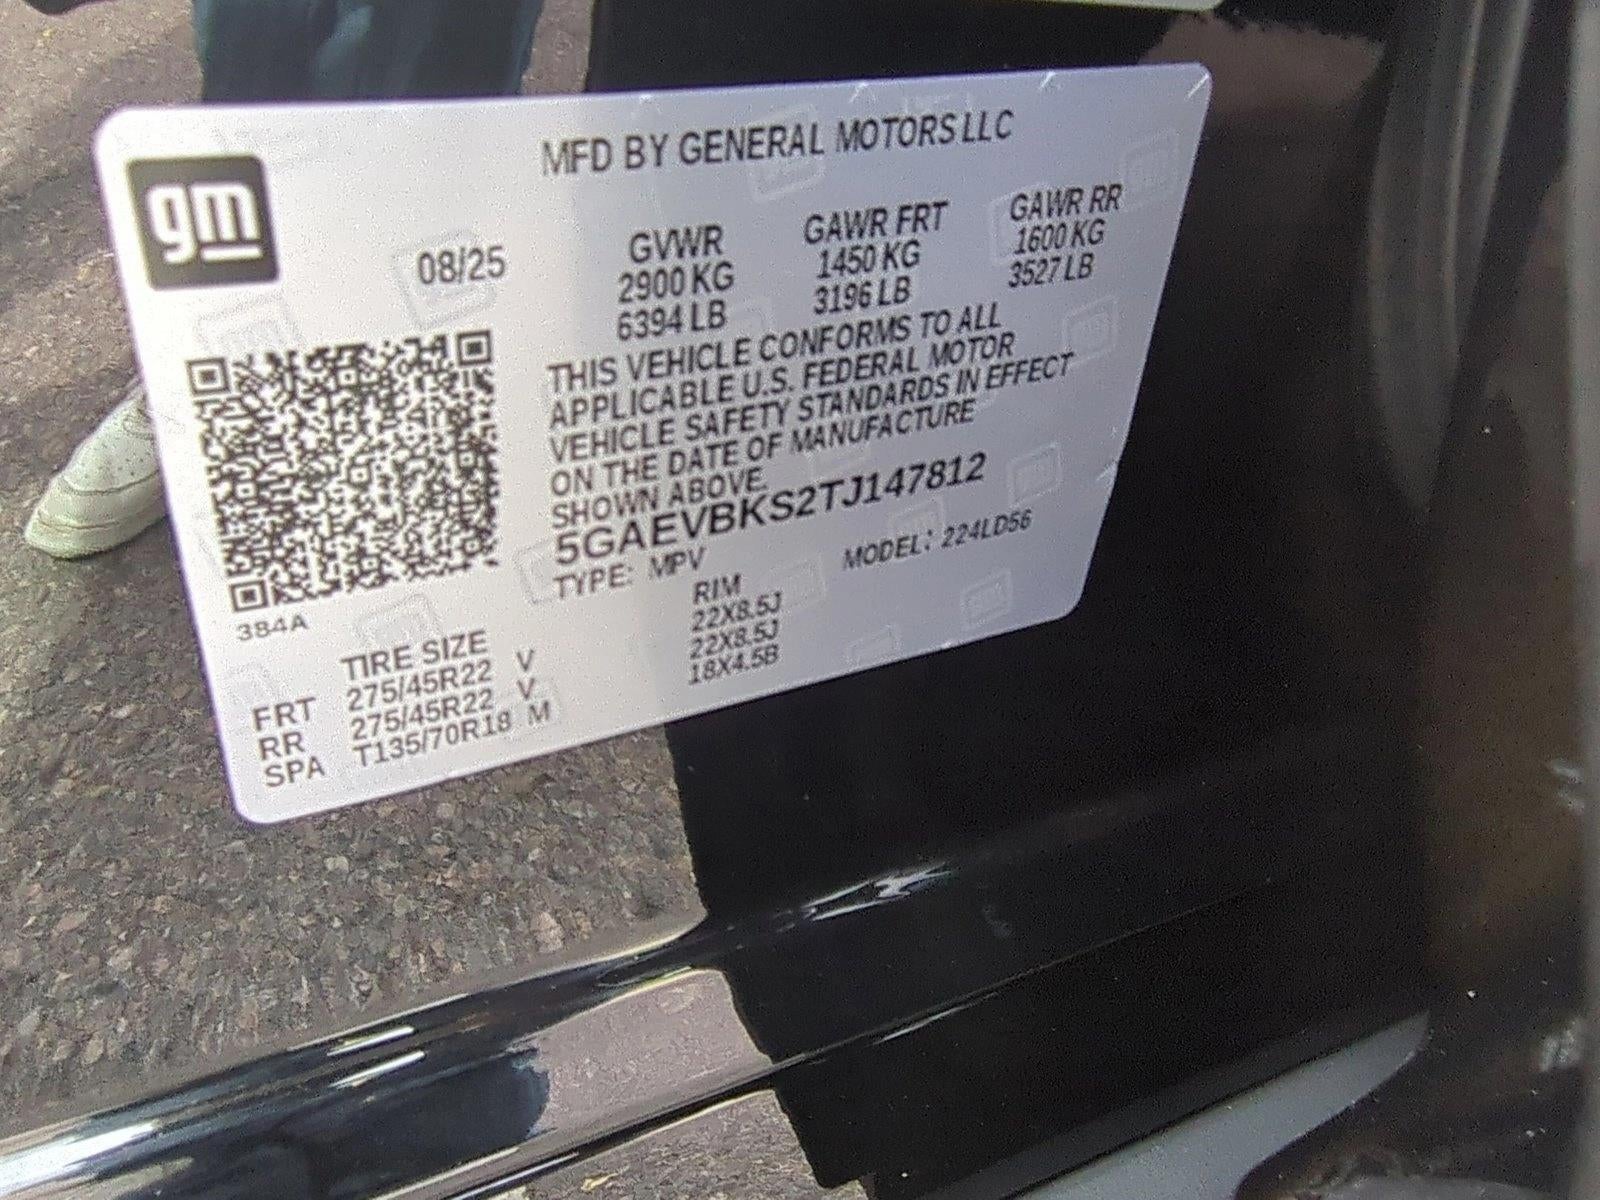 MFD BY GENERAL MOTORS LLC
gm
08/25
GVWR
2900 KG
6394 LB
GAWR FRT
1450 KG
3196 LB
GAWR RR
1600 KG
3527 LB
THIS VEHICLE CONFORMS TO ALL
APPLICABLE U.S. FEDERAL MOTOR
VEHICLE SAFETY STANDARDS IN EFFECT
ON THE DATE OF MANUFACTURE
SHOWN ABOVE.
5GAEVBKS2TJ147812
TYPE: MPV MODEL: 224LD56
384A
TIRE SIZE RIM
FRT 275/45R22 V 22X8.5J
RR 275/45R22 V 22X8.5J
SPA T135/70R18 M 18X4.5B